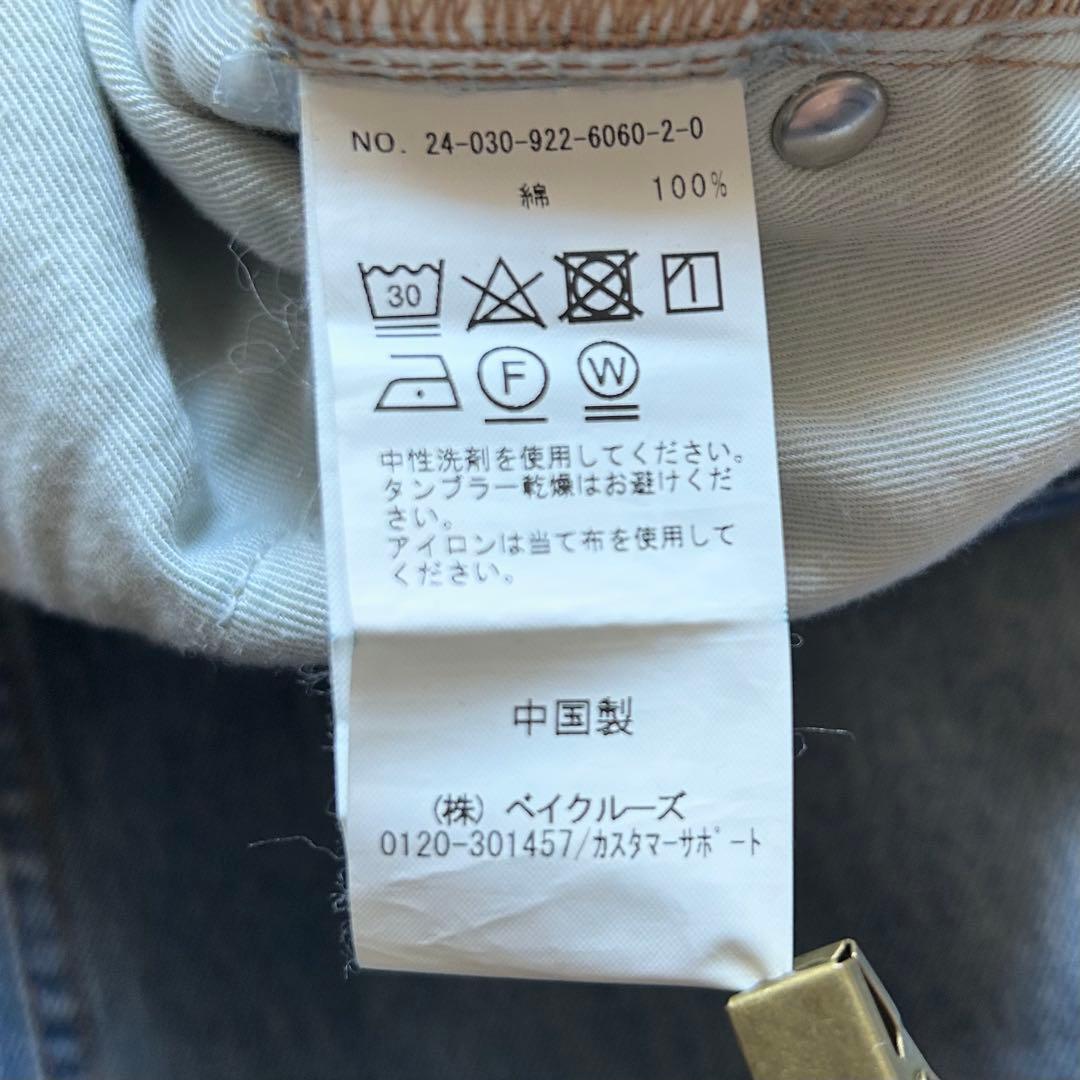 NO. 24-030-922-6060-2-0
綿 100%
30
F W
中性洗剤を使用してください。
タンブラー乾燥はお避けくだ
さい。
アイロンは当て布を使用して
ください。
中国製
(株) ベイクルーズ
0120-301457/カスタマーサポート